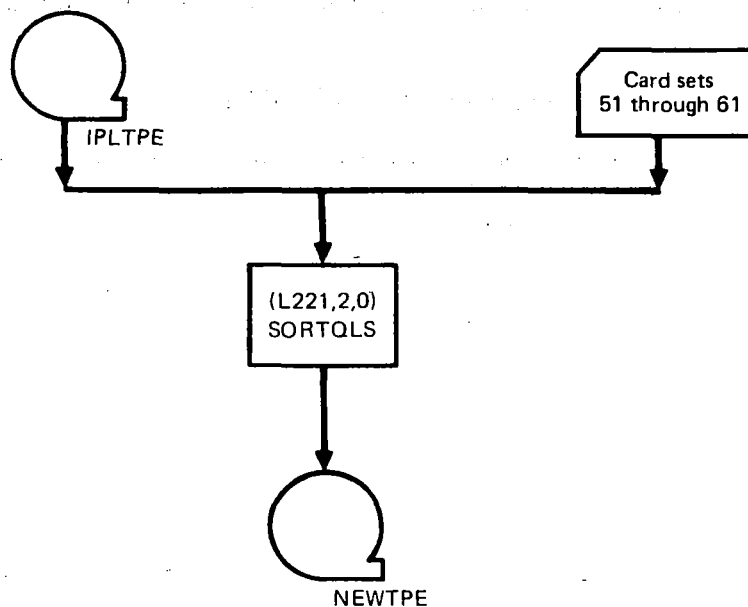 Card sets
51 through 61
IPLTPE
(L221,2,0)
SORTQLS
NEWTPE